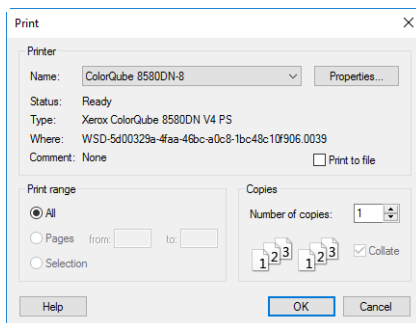 Print
Printer
Name: ColorQube 8580DN-8 Properties...
Status: Ready
Type: Xerox ColorQube 8580DN V4 PS
Where: WSD-5d00329a-4faa-46bc-a0c8-1bc48c10f906.0039
Comment: None Print to file
Print range
All
Pages from: to:
Selection
Copies
Number of copies: 1
1 2 3 1 2 3 Collate
Help OK Cancel